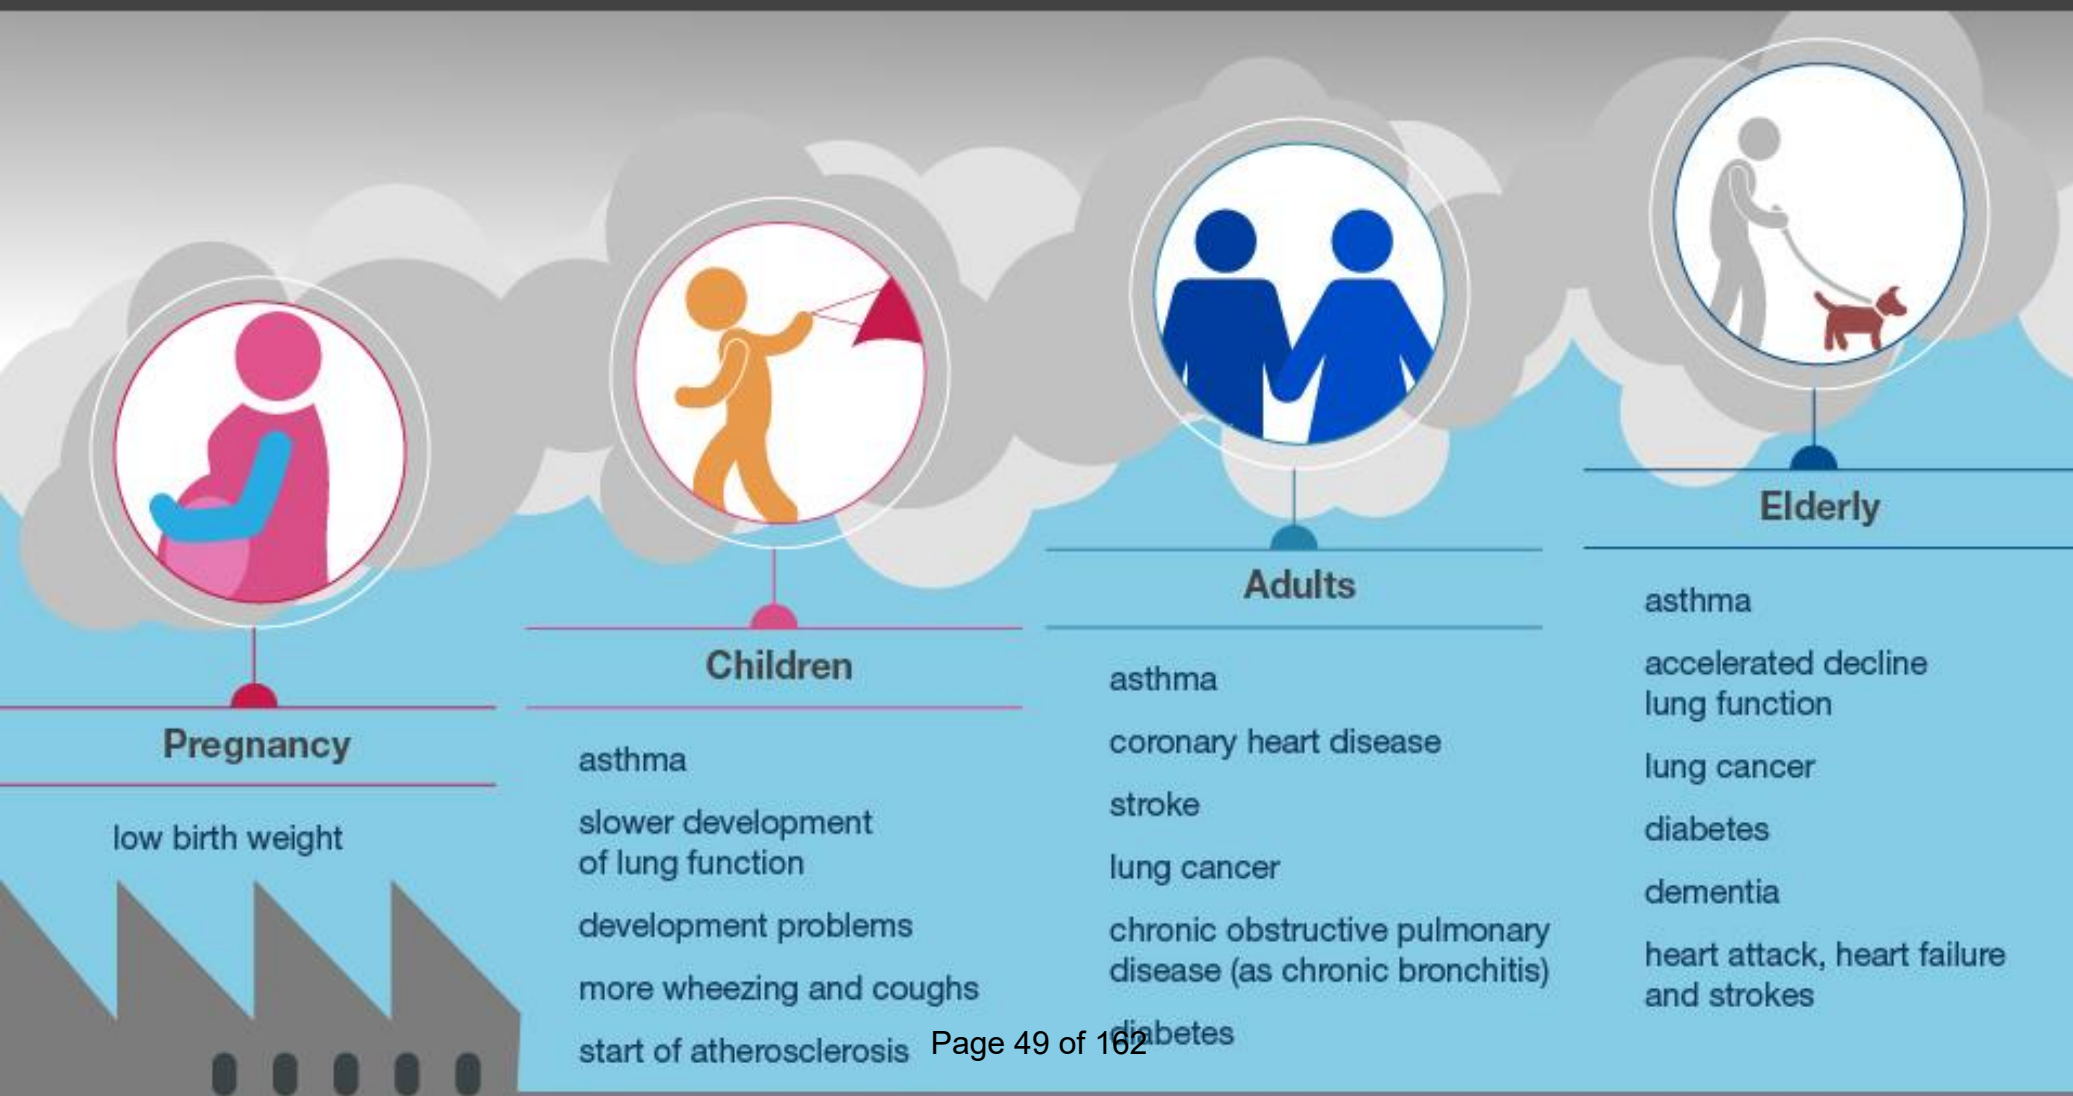 Pregnancy
low birth weight
Children
asthma
slower development
of lung function
development problems
more wheezing and coughs
start of atherosclerosis
Adults
asthma
coronary heart disease
stroke
lung cancer
chronic obstructive pulmonary
disease (as chronic bronchitis)
diabetes
Elderly
asthma
accelerated decline
lung function
lung cancer
diabetes
dementia
heart attack, heart failure
and strokes
Page 49 of 162